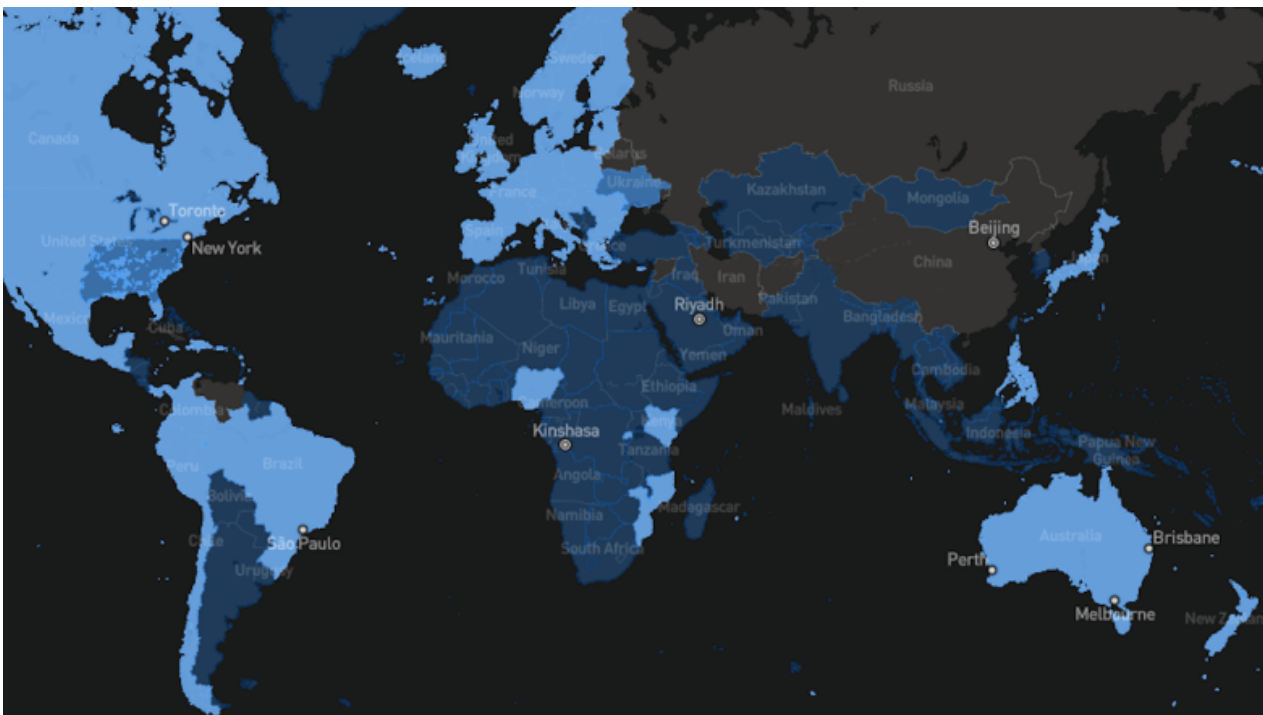 Iceland
Sweden
Norway
Russia
Canada
United
Kingdom
Belarus
Ukraine
Kazakhstan
Mongolia
France
Toronto
Beijing
United States
New York
Spain
Greece
Turkmenistan
Japan
China
Morocco
Tunisia
Iraq
Iran
Pakistan
Libya
Egypt
Riyadh
Mexico
Cuba
Bangladesh
Mauritania
Oman
Niger
Yemen
Cambodia
Ethiopia
Colombia
Cameroon
Maldives
Malaysia
Kenya
Kinshasa
Indonesia
Papua New
Guinea
Tanzania
Peru
Brazil
Angola
Bolivia
Madagascar
Namibia
Chile
São Paulo
South Africa
Australia
Brisbane
Perth
Uruguay
Melbourne
New Zealand